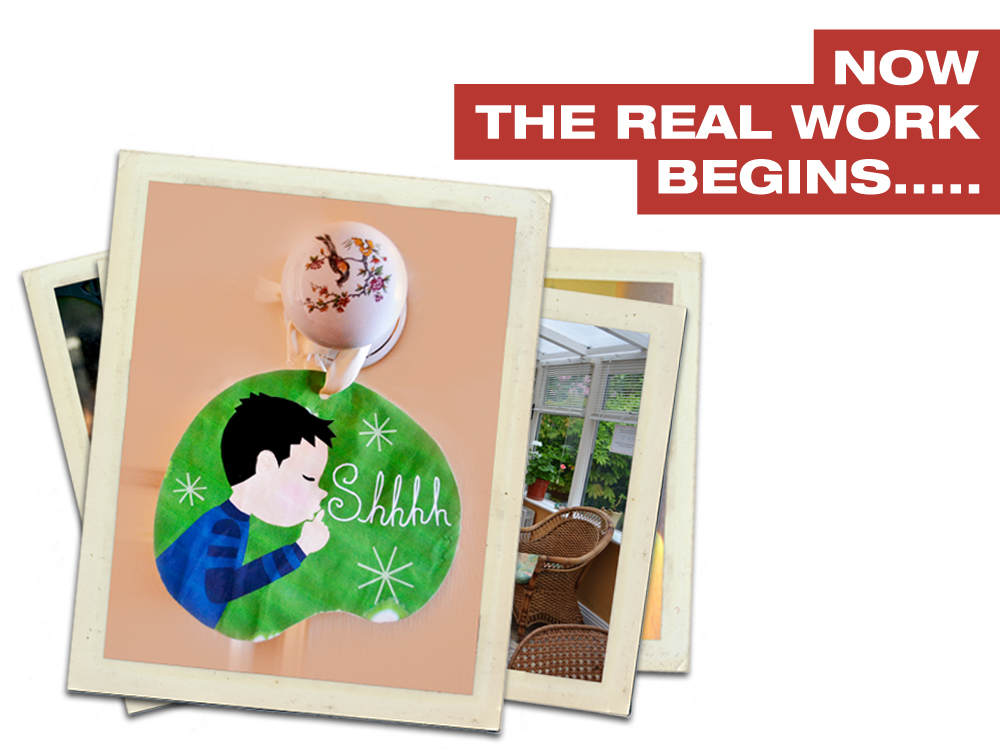 NOW
THE REAL WORK
BEGINS.....
Shhhh